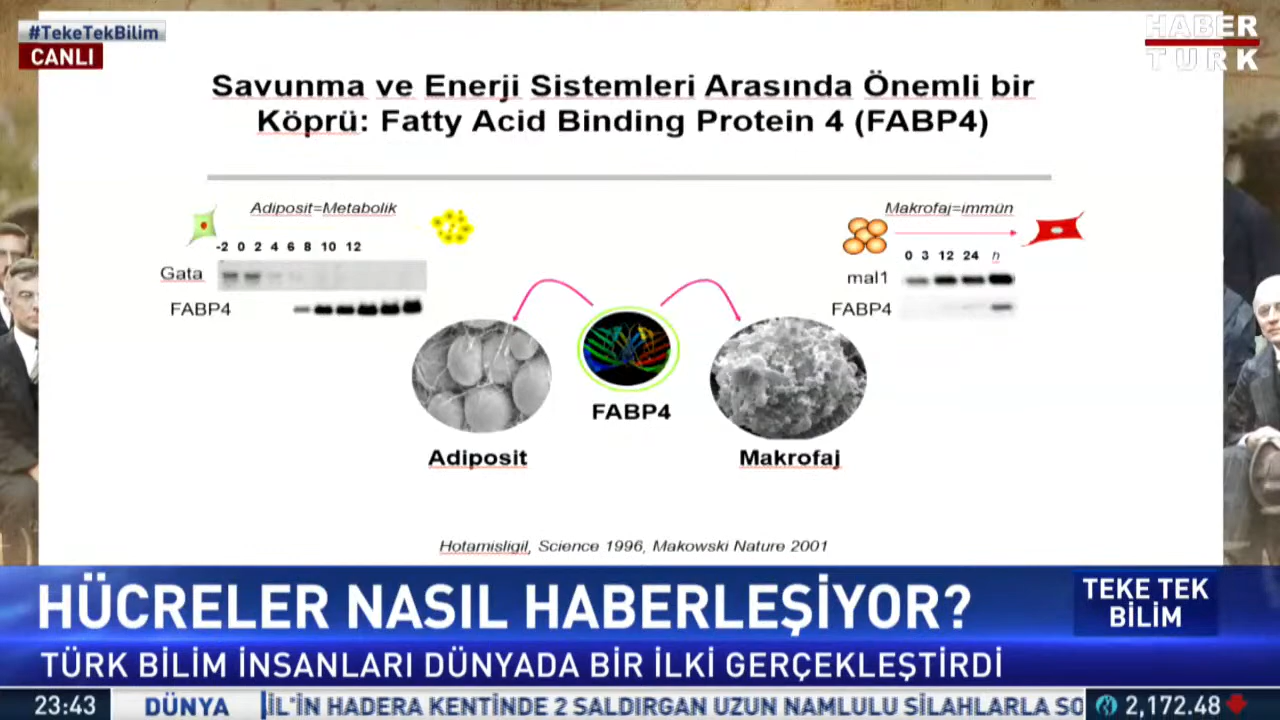 #TekeTekBilim
CANLI
HABER
TURK
Savunma ve Enerji Sistemleri Arasında Önemli bir
Köprü: Fatty Acid Binding Protein 4 (FABP4)
Adiposit=Metabolik
-2 0 2 4 6 8 10 12
Gata
FABP4
Makrofaj=immün
0 3 12 24 h
mal1
FABP4
FABP4
Adiposit
Makrofaj
Hotamisligil, Science 1996, Makowski Nature 2001
HÜCRELER NASIL HABERLEŞİYOR?
TEKE TEK
BİLİM
TÜRK BİLİM İNSANLARI DÜNYADA BİR İLKİ GERÇEKLEŞTİRDİ
23:43 DÜNYA İL'İN HADERA KENTİNDE 2 SALDIRGAN UZUN NAMLULU SİLAHLARLA SO 2,172.48